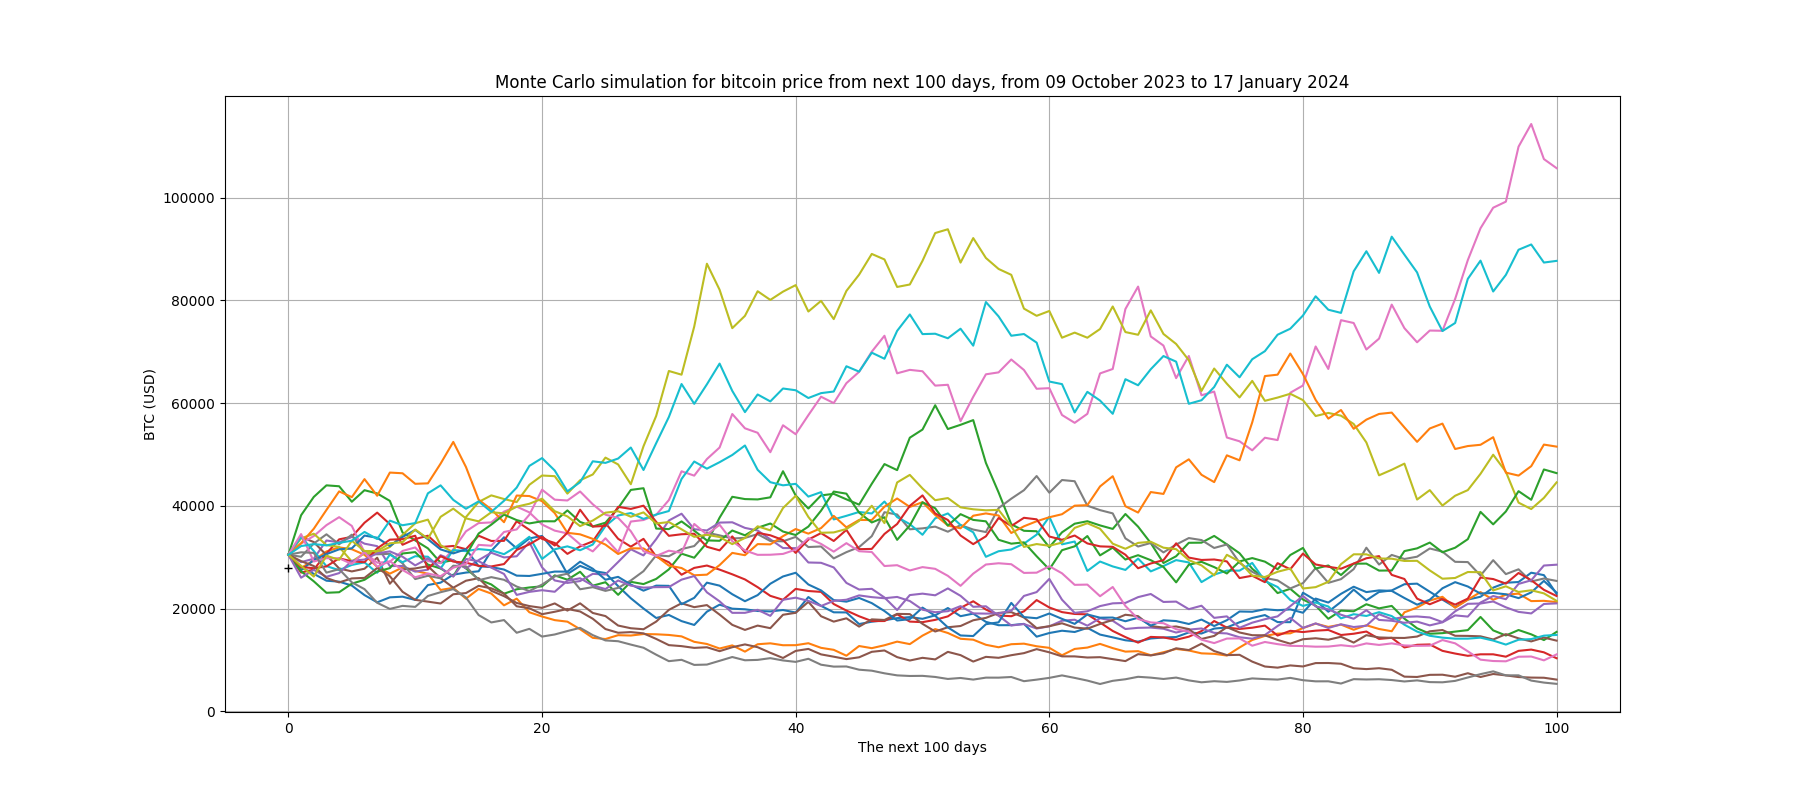 Monte Carlo simulation for bitcoin price from next 100 days, from 09 October 2023 to 17 January 2024
100000
80000
60000
40000
20000
0
BTC (USD)
0 20 40 60 80 100
The next 100 days